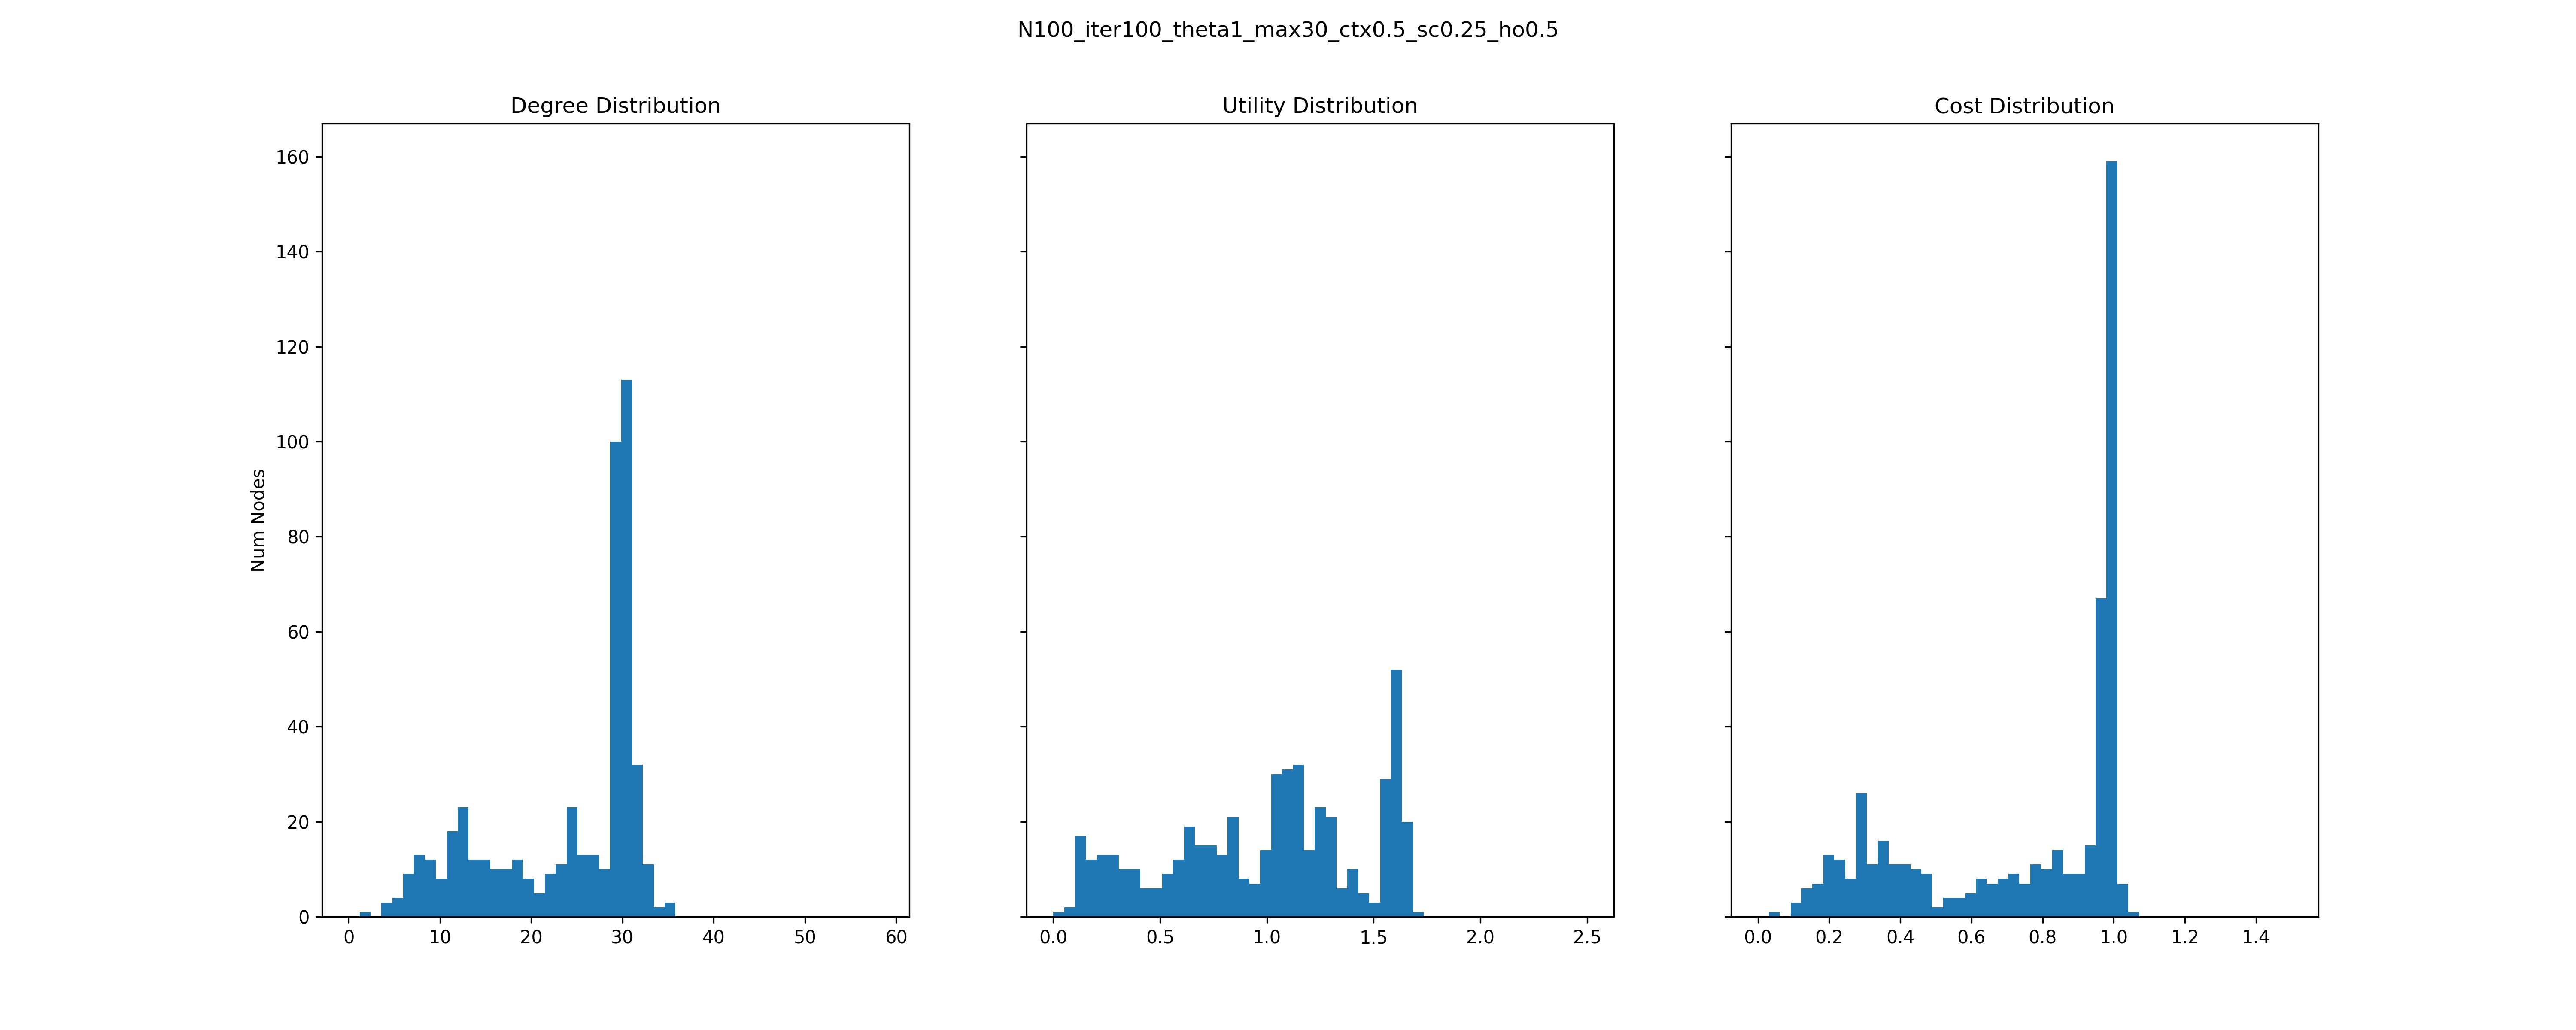 N100_iter100_theta1_max30_ctx0.5_sc0.25_ho0.5
Degree Distribution
Num Nodes
160
140
120
100
80
60
40
20
0
0 10 20 30 40 50 60
Utility Distribution
0.0 0.5 1.0 1.5 2.0 2.5
Cost Distribution
0.0 0.2 0.4 0.6 0.8 1.0 1.2 1.4